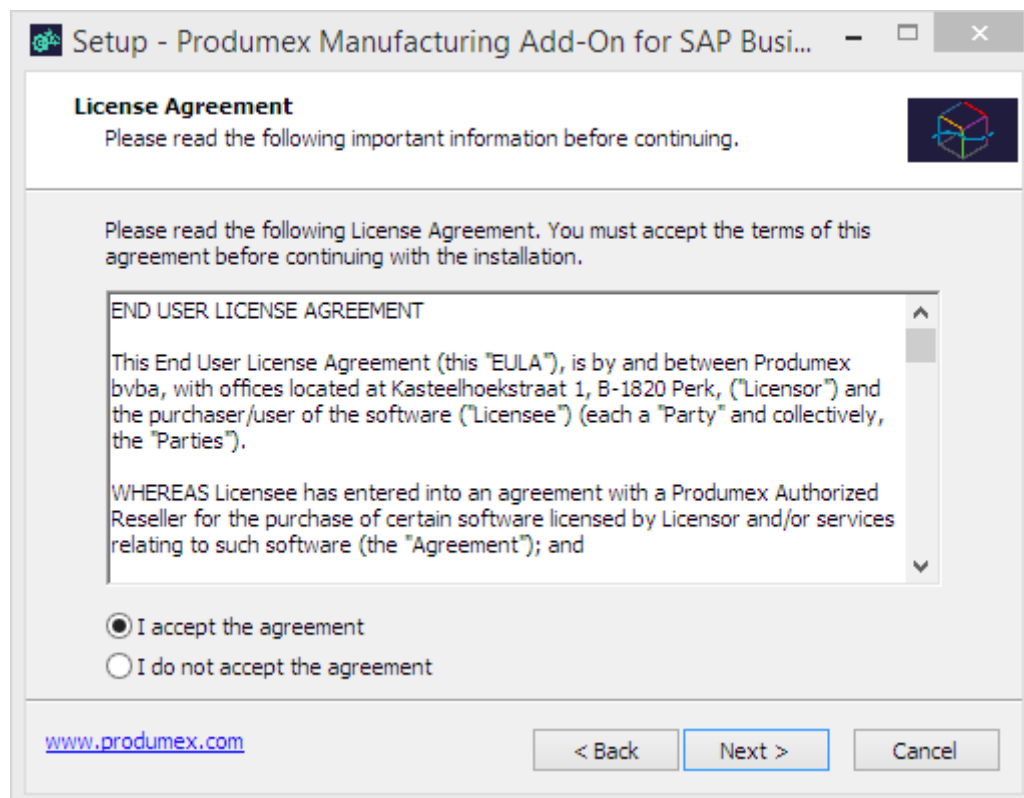 Setup - Produmex Manufacturing Add-On for SAP Busi...
License Agreement
Please read the following important information before continuing.
Please read the following License Agreement. You must accept the terms of this
agreement before continuing with the installation.
END USER LICENSE AGREEMENT
This End User License Agreement (this "EULA"), is by and between Produmex
bvba, with offices located at Kasteelhoekstraat 1, B-1820 Perk, ("Licensor") and
the purchaser/user of the software ("Licensee") (each a "Party" and collectively,
the "Parties").
WHEREAS Licensee has entered into an agreement with a Produmex Authorized
Reseller for the purchase of certain software licensed by Licensor and/or services
relating to such software (the "Agreement"); and
I accept the agreement
I do not accept the agreement
www.produmex.com
< Back
Next >
Cancel